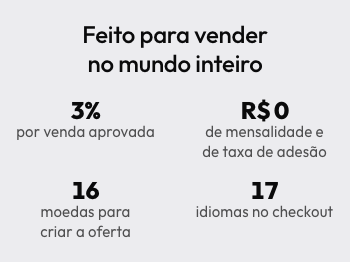 Feito para vender
no mundo inteiro
3%
por venda aprovada
R$0
de mensalidade e
de taxa de adesão
16
moedas para
criar a oferta
17
idiomas no checkout